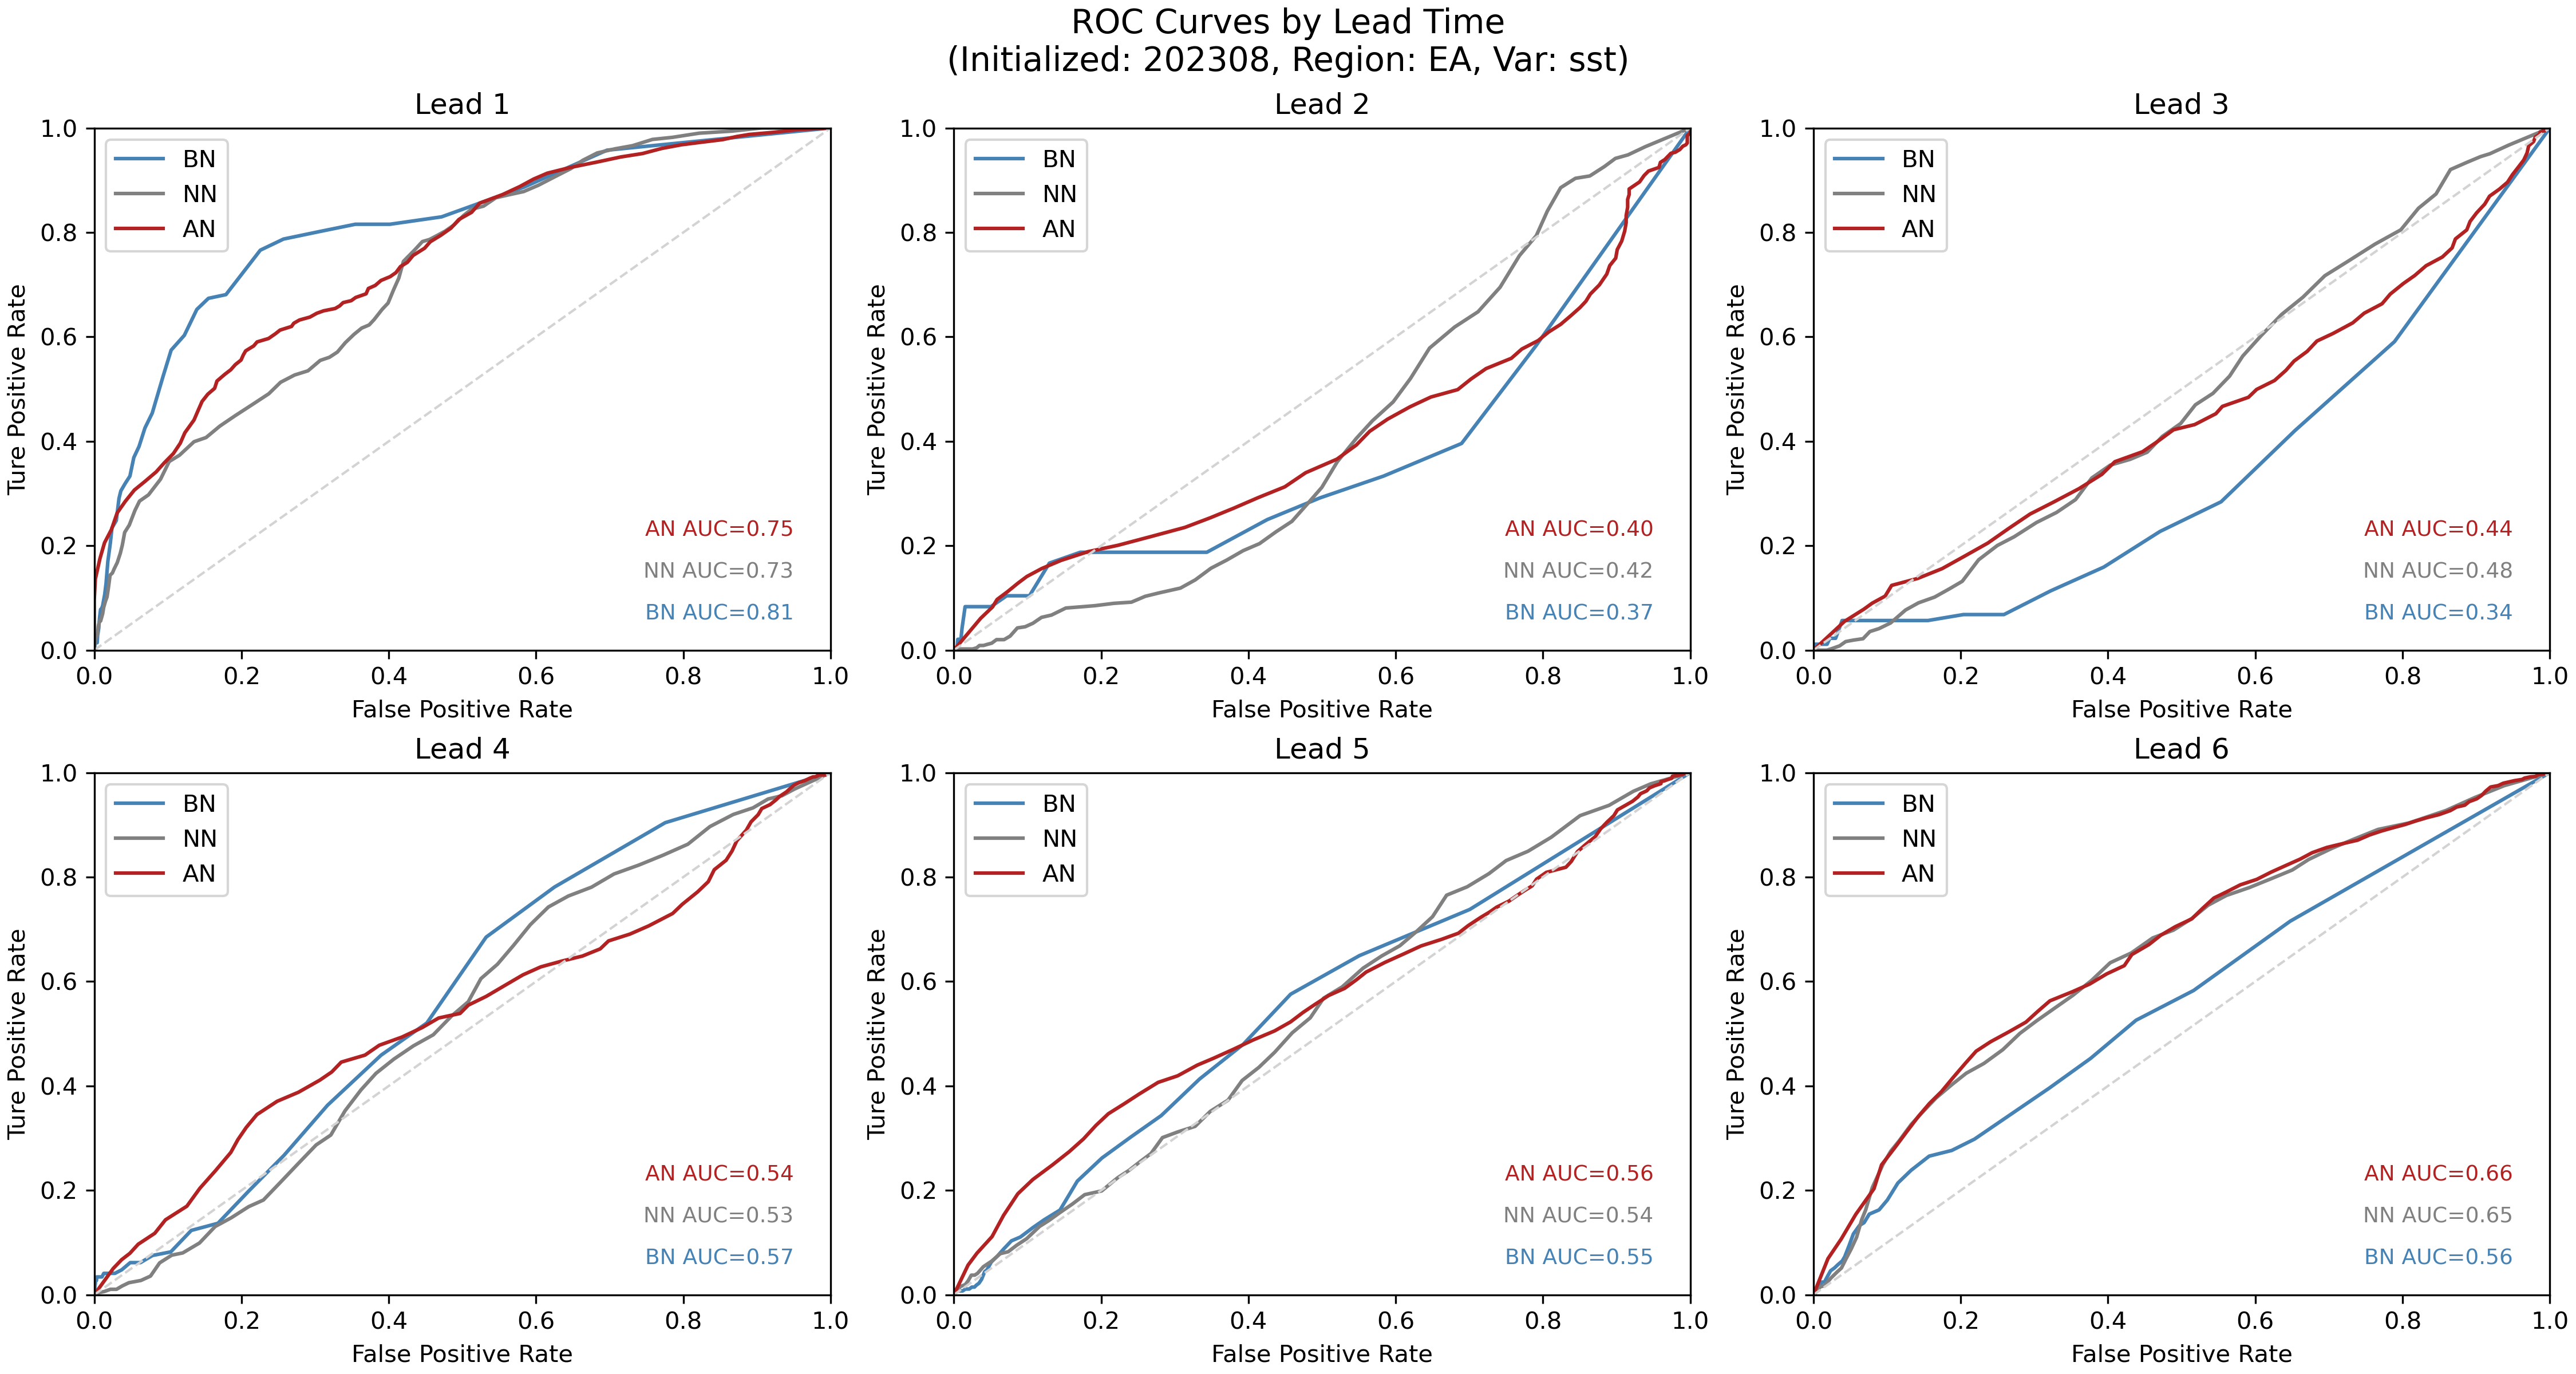 ROC Curves by Lead Time
(Initialized: 202308, Region: EA, Var: sst)
Lead 1
1.0
0.8
0.6
0.4
0.2
0.0
Ture Positive Rate
BN
NN
AN
AN AUC=0.75
NN AUC=0.73
BN AUC=0.81
0.0 0.2 0.4 0.6 0.8 1.0
False Positive Rate
Lead 2
1.0
0.8
0.6
0.4
0.2
0.0
Ture Positive Rate
BN
NN
AN
AN AUC=0.40
NN AUC=0.42
BN AUC=0.37
0.0 0.2 0.4 0.6 0.8 1.0
False Positive Rate
Lead 3
1.0
0.8
0.6
0.4
0.2
0.0
Ture Positive Rate
BN
NN
AN
AN AUC=0.44
NN AUC=0.48
BN AUC=0.34
0.0 0.2 0.4 0.6 0.8 1.0
False Positive Rate
Lead 4
1.0
0.8
0.6
0.4
0.2
0.0
Ture Positive Rate
BN
NN
AN
AN AUC=0.54
NN AUC=0.53
BN AUC=0.57
0.0 0.2 0.4 0.6 0.8 1.0
False Positive Rate
Lead 5
1.0
0.8
0.6
0.4
0.2
0.0
Ture Positive Rate
BN
NN
AN
AN AUC=0.56
NN AUC=0.54
BN AUC=0.55
0.0 0.2 0.4 0.6 0.8 1.0
False Positive Rate
Lead 6
1.0
0.8
0.6
0.4
0.2
0.0
Ture Positive Rate
BN
NN
AN
AN AUC=0.66
NN AUC=0.65
BN AUC=0.56
0.0 0.2 0.4 0.6 0.8 1.0
False Positive Rate